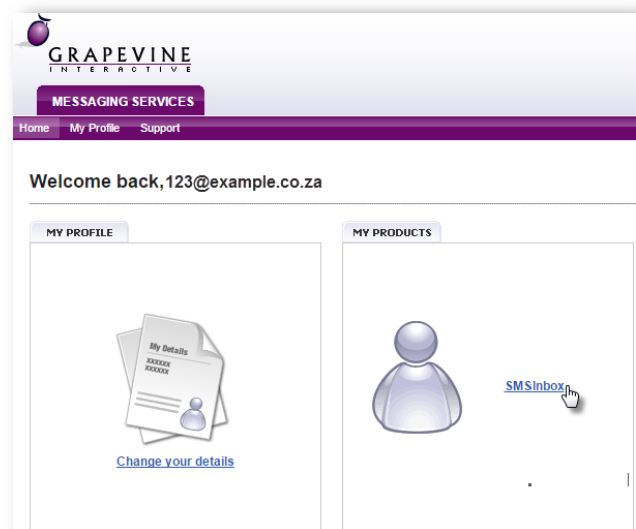 GRAPEVINE
INTERACTIVE
MESSAGING SERVICES
Home My Profile Support
Welcome back,123@example.co.za
MY PROFILE
MY PRODUCTS
My Details
XXXXXX
XXXXXX
SMSInbox
Change your details